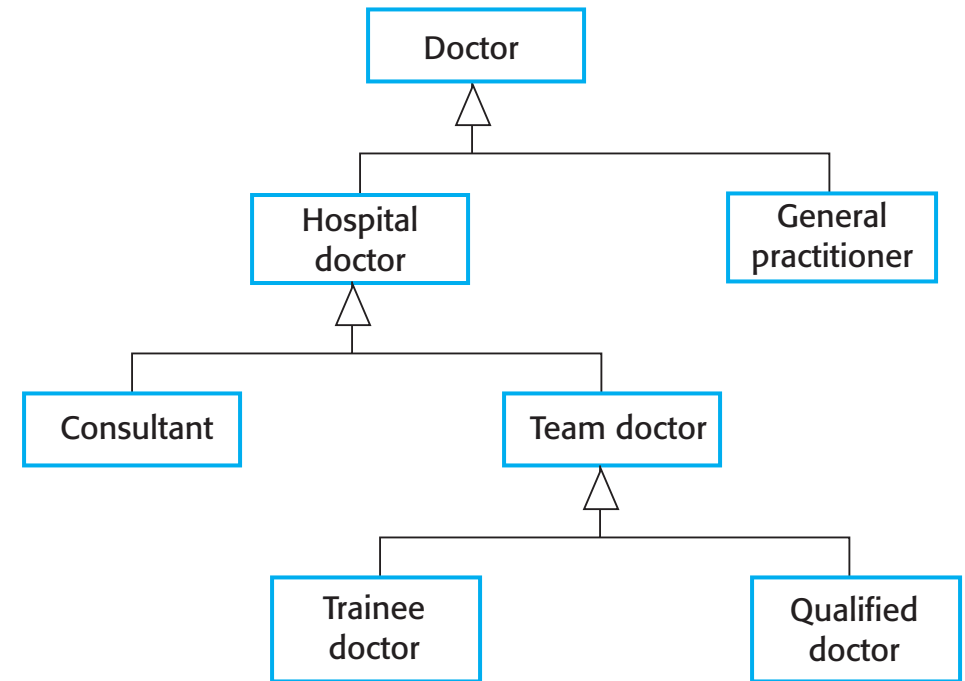 Doctor
Hospital
doctor
General
practitioner
Consultant
Team doctor
Trainee
doctor
Qualified
doctor